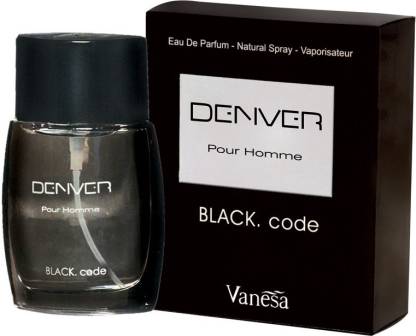 DENVER
Pour Homme
BLACK. code
Eau De Parfum - Natural Spray - Vaporisateur
DENVER
Pour Homme
BLACK. code
Vanesa